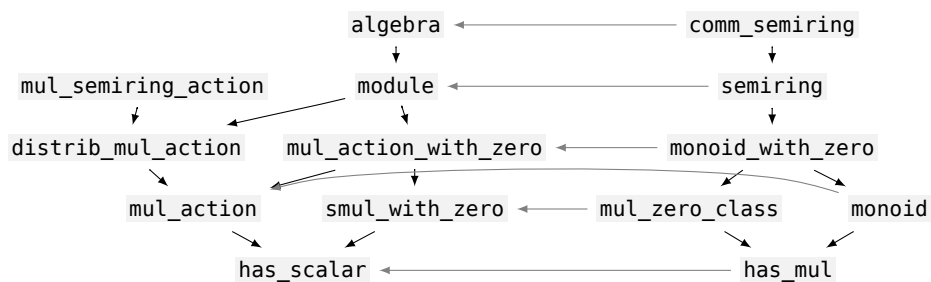 algebra comm_semiring
mul_semiring_action module semiring
distrib_mul_action mul_action_with_zero monoid_with_zero
mul_action smul_with_zero mul_zero_class monoid
has_scalar has_mul